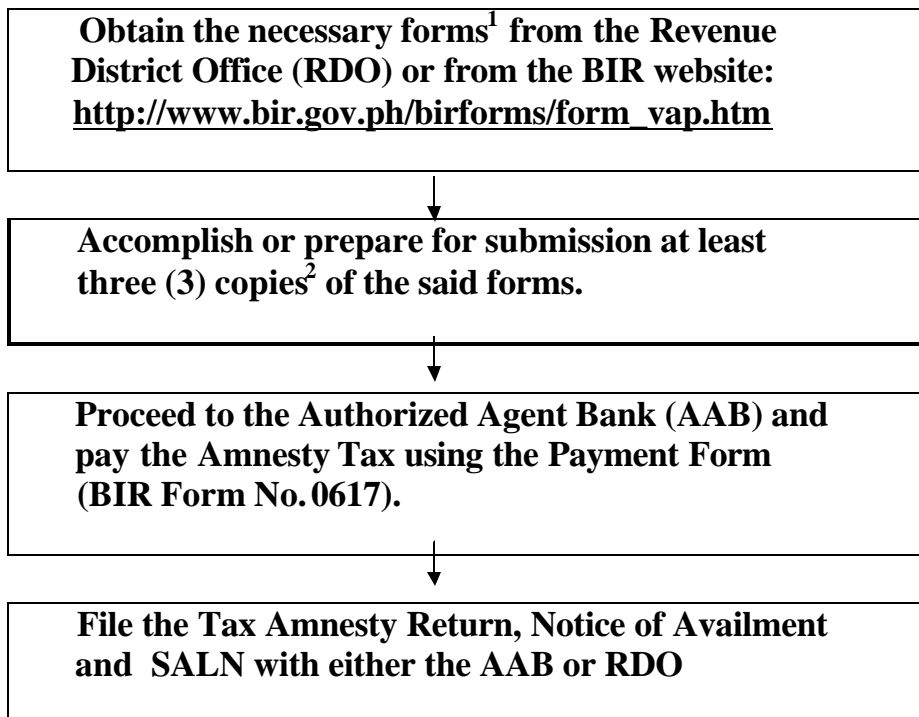 Obtain the necessary forms¹ from the Revenue
District Office (RDO) or from the BIR website:
http://www.bir.gov.ph/birforms/form_vap.htm
Accomplish or prepare for submission at least
three (3) copies² of the said forms.
Proceed to the Authorized Agent Bank (AAB) and
pay the Amnesty Tax using the Payment Form
(BIR Form No. 0617).
File the Tax Amnesty Return, Notice of Availment
and SALN with either the AAB or RDO